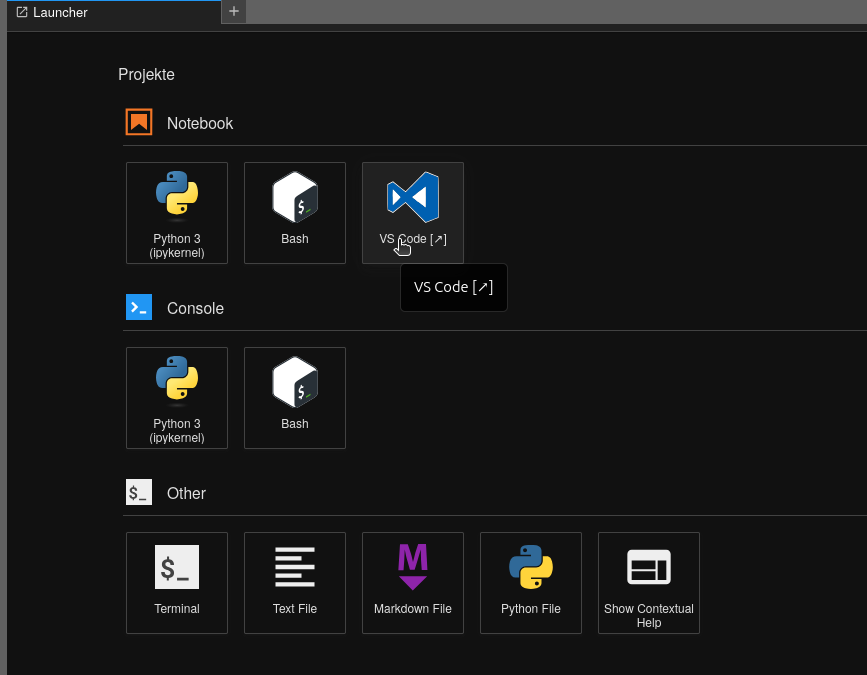 Launcher
+
Projekte
Notebook
Python 3
(ipykernel)
$_
Bash
VS Code [↗]
VS Code [↗]
>_
Console
Python 3
(ipykernel)
$_
Bash
$_
Other
$_
Terminal
Text File
M
Markdown File
Python File
Show Contextual
Help